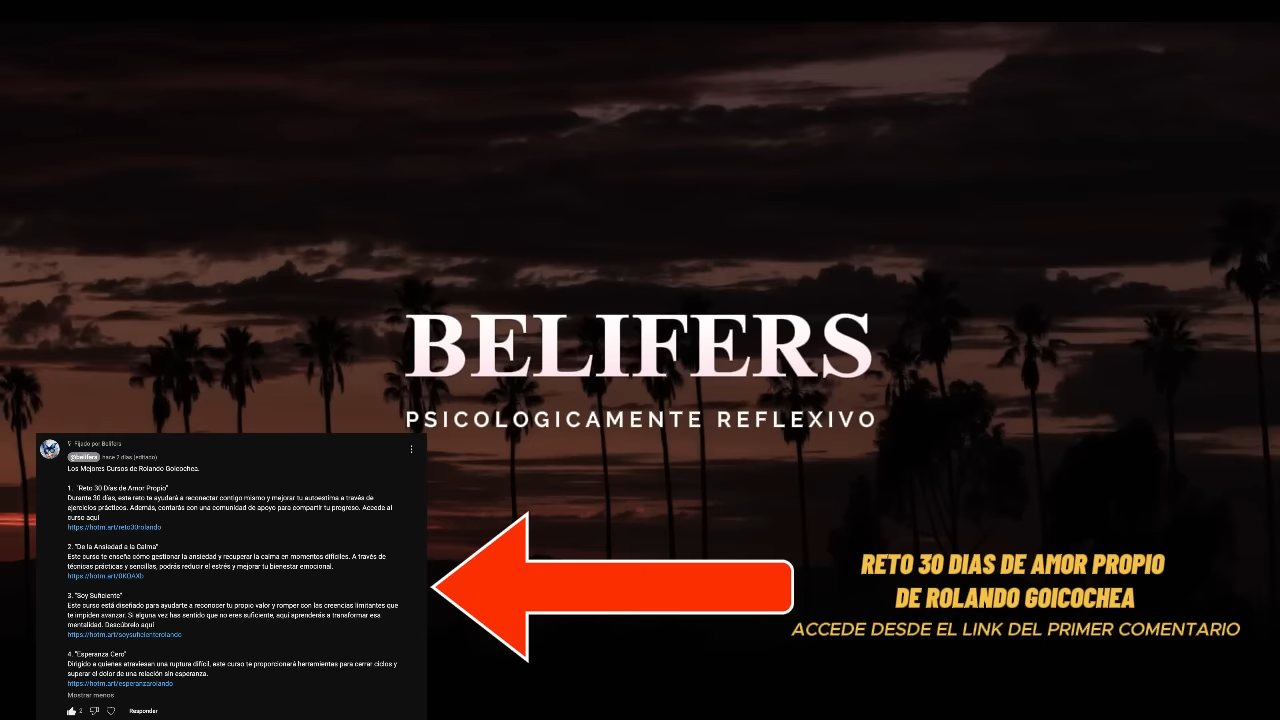 BELIFERS
PSICOLOGICAMENTE REFLEXIVO
Fijado por Belifers
@belifers hace 2 días (editado)
Los Mejores Cursos de Rolando Goicochea.
1. "Reto 30 Días de Amor Propio"
Durante 30 días, este reto te ayudará a reconectar contigo mismo y mejorar tu autoestima a través de
ejercicios prácticos. Además, contarás con una comunidad de apoyo para compartir tu progreso. Accede al
curso aquí
https://hotm.art/reto30rolando
2. "De la Ansiedad a la Calma"
Este curso te enseña cómo gestionar la ansiedad y recuperar la calma en momentos difíciles. A través de
técnicas prácticas y sencillas, podrás reducir el estrés y mejorar tu bienestar emocional.
https://hotm.art/0KOAXb
3. "Soy Suficiente"
Este curso está diseñado para ayudarte a reconocer tu propio valor y romper con las creencias limitantes que
te impiden avanzar. Si alguna vez has sentido que no eres suficiente, aquí aprenderás a transformar esa
mentalidad. Descúbrelo aquí
https://hotm.art/soysuficienterolando
4. "Esperanza Cero"
Dirigido a quienes atraviesan una ruptura difícil, este curso te proporcionará herramientas para cerrar ciclos y
superar el dolor de una relación sin esperanza.
https://hotm.art/esperanzarolando
Mostrar menos
2 Responder
RETO 30 DIAS DE AMOR PROPIO
DE ROLANDO GOICOCHEA
ACCEDE DESDE EL LINK DEL PRIMER COMENTARIO